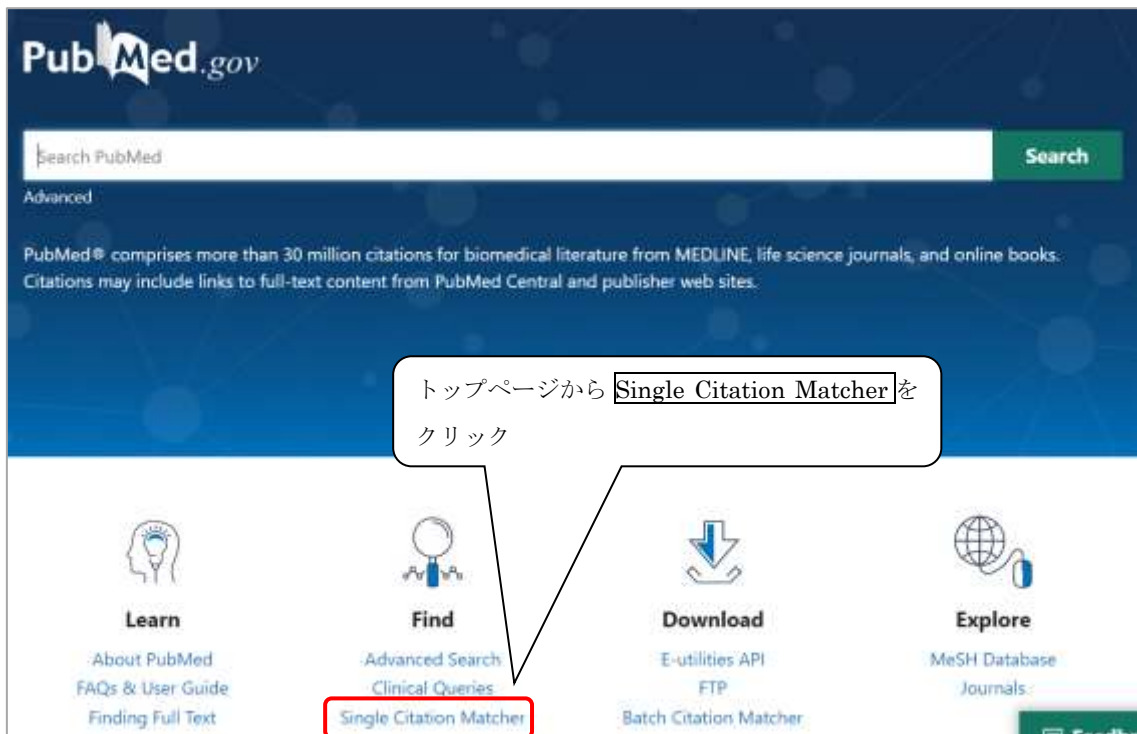 PubMed.gov
Search PubMed
Search
Advanced
PubMed® comprises more than 30 million citations for biomedical literature from MEDLINE, life science journals, and online books.
Citations may include links to full-text content from PubMed Central and publisher web sites.
トップページから Single Citation Matcher を
クリック
Learn
About PubMed
FAQs & User Guide
Finding Full Text
Find
Advanced Search
Clinical Queries
Single Citation Matcher
Download
E-utilities API
FTP
Batch Citation Matcher
Explore
MeSH Database
Journals